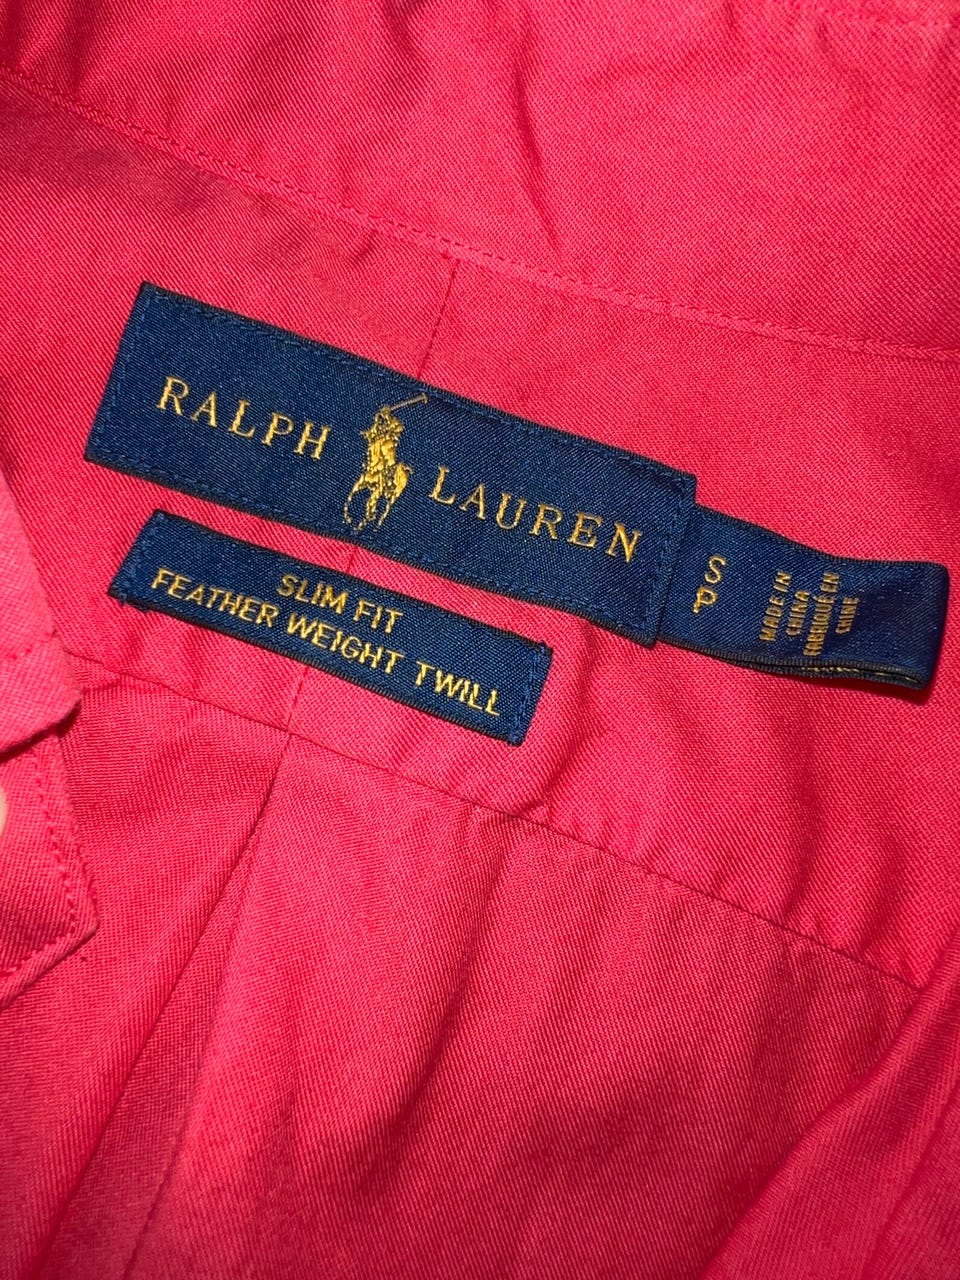 RALPH LAUREN
S
P
MADE IN
CHINA
FABRIQUÉ EN
CHINE
SLIM FIT
FEATHER WEIGHT TWILL